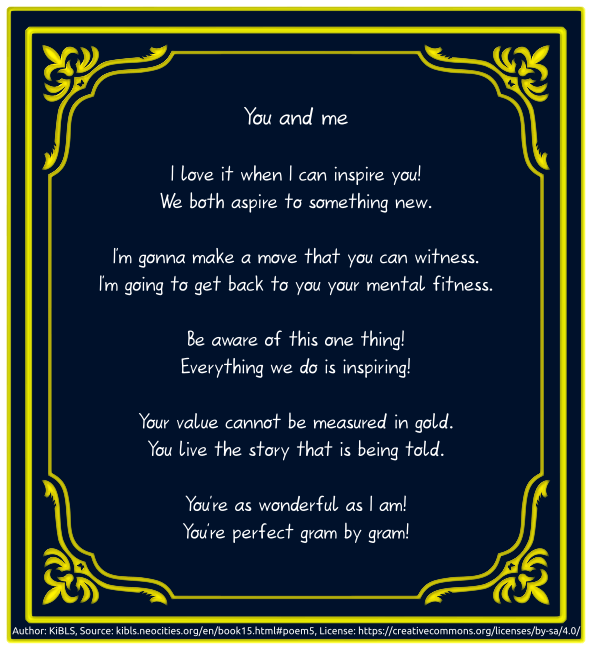 You and me
I love it when I can inspire you!
We both aspire to something new.
I'm gonna make a move that you can witness.
I'm going to get back to you your mental fitness.
Be aware of this one thing!
Everything we do is inspiring!
Your value cannot be measured in gold.
You live the story that is being told.
You're as wonderful as I am!
You're perfect gram by gram!
Author: KiBLS, Source: kibls.neocities.org/en/book15.html#poem5, License: https://creativecommons.org/licenses/by-sa/4.0/